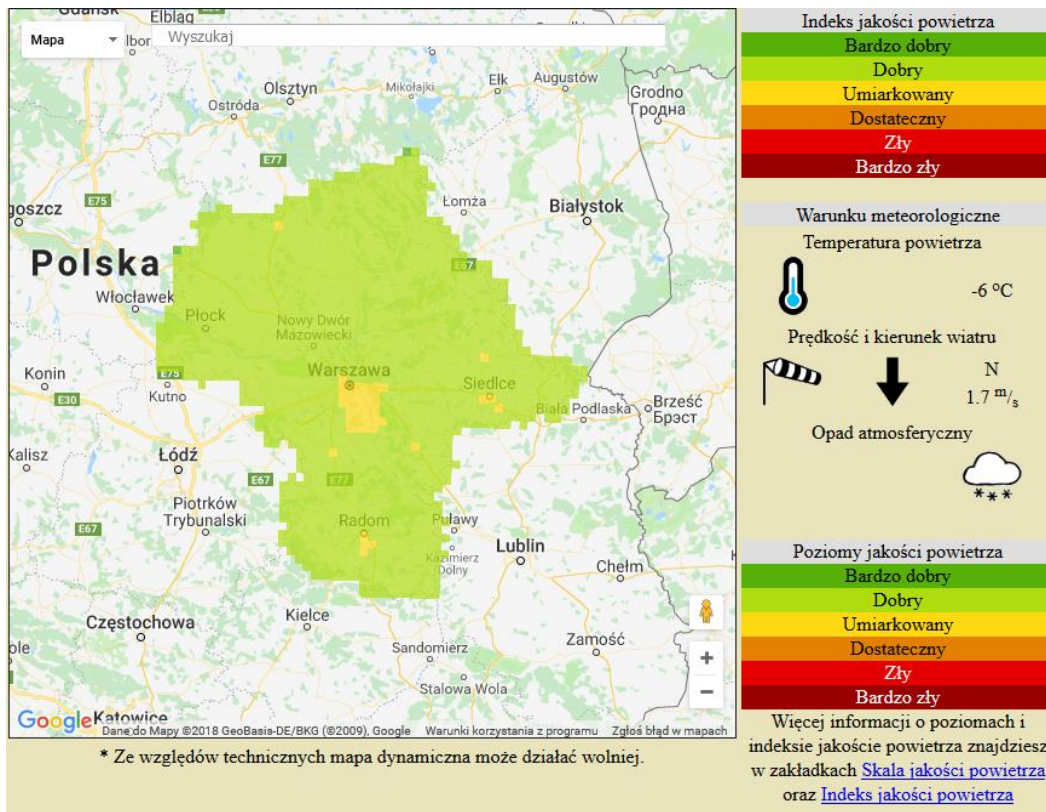 Gdańsk
Elbląg
Mapa
Wyszukaj
Olsztyn
Mikołajki
Ełk
Augustów
Grodno
Гродна
Ostróda
E77
E75
Łomża
Białystok
Polska
E67
Włocławek
Płock
Nowy Dwór
Mazowiecki
Warszawa
Siedlce
Konin
E75
E30
Kutno
Biała Podlaska
Brześć
Брэст
Kalisz
Łódź
E67
E77
Piotrków
Trybunalski
E67
Radom
Puławy
Kazimierz
Dolny
Lublin
Chełm
Częstochowa
Kielce
Zamość
Sandomierz
Stalowa Wola
+
−
Google
Katowice
Dane do Mapy ©2018 GeoBasis-DE/BKG (©2009), Google
Warunki korzystania z programu
Zgłoś błąd w mapach
* Ze względów technicznych mapa dynamiczna może działać wolniej.
Indeks jakości powietrza
Bardzo dobry
Dobry
Umiarkowany
Dostateczny
Zły
Bardzo zły
Warunku meteorologiczne
Temperatura powietrza
-6 °C
Prędkość i kierunek wiatru
N
1.7 m/s
Opad atmosferyczny
Poziomy jakości powietrza
Bardzo dobry
Dobry
Umiarkowany
Dostateczny
Zły
Bardzo zły
Więcej informacji o poziomach i
indeksie jakoście powietrza znajdziesz
w zakładkach Skala jakości powietrza
oraz Indeks jakości powietrza